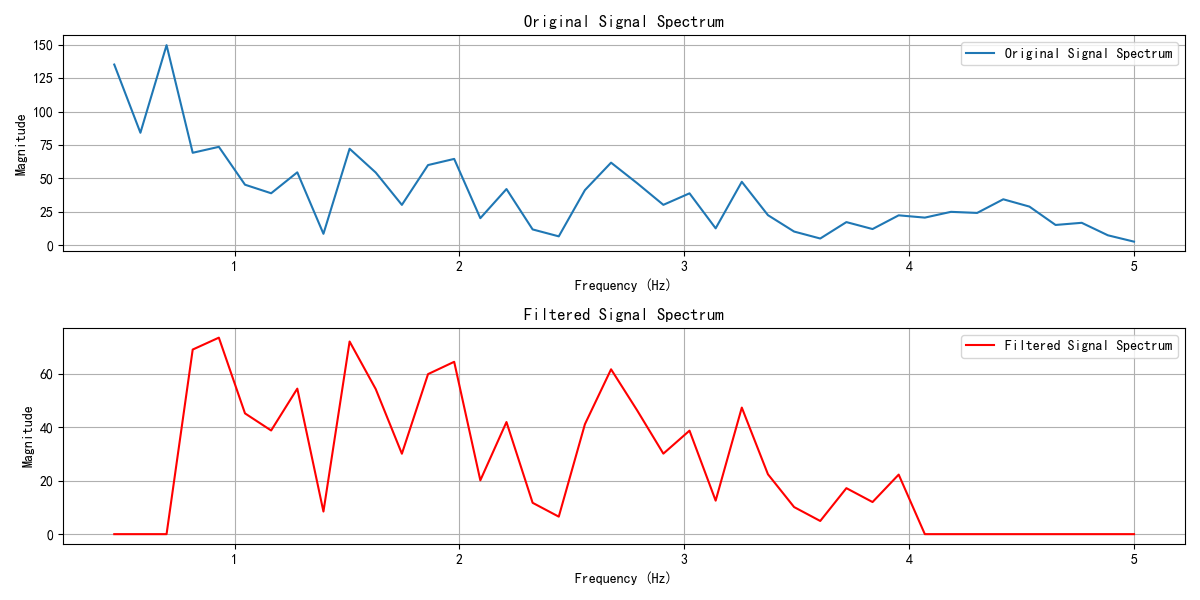 Original Signal Spectrum
Original Signal Spectrum
Magnitude
150
125
100
75
50
25
0
1 2 3 4 5
Frequency (Hz)
Filtered Signal Spectrum
Filtered Signal Spectrum
Magnitude
60
40
20
0
1 2 3 4 5
Frequency (Hz)